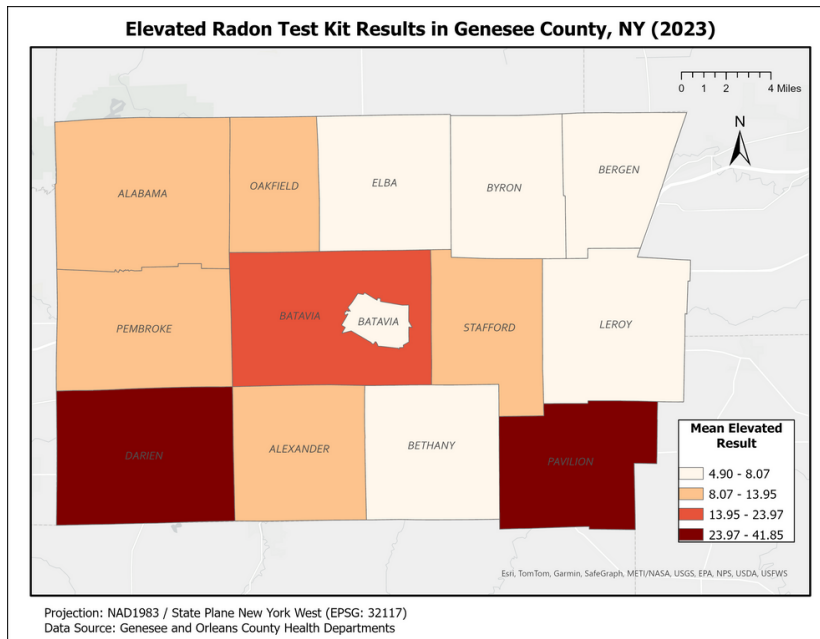 Elevated Radon Test Kit Results in Genesee County, NY (2023)
0 1 2 4 Miles
N
ALABAMA
OAKFIELD
ELBA
BYRON
BERGEN
PEMBROKE
BATAVIA
BATAVIA
STAFFORD
LEROY
DARIEN
ALEXANDER
BETHANY
PAVILION
Mean Elevated
Result
4.90 - 8.07
8.07 - 13.95
13.95 - 23.97
23.97 - 41.85
Esri, TomTom, Garmin, SafeGraph, METI/NASA, USGS, EPA, NPS, USDA, USFWS
Projection: NAD1983 / State Plane New York West (EPSG: 32117)
Data Source: Genesee and Orleans County Health Departments